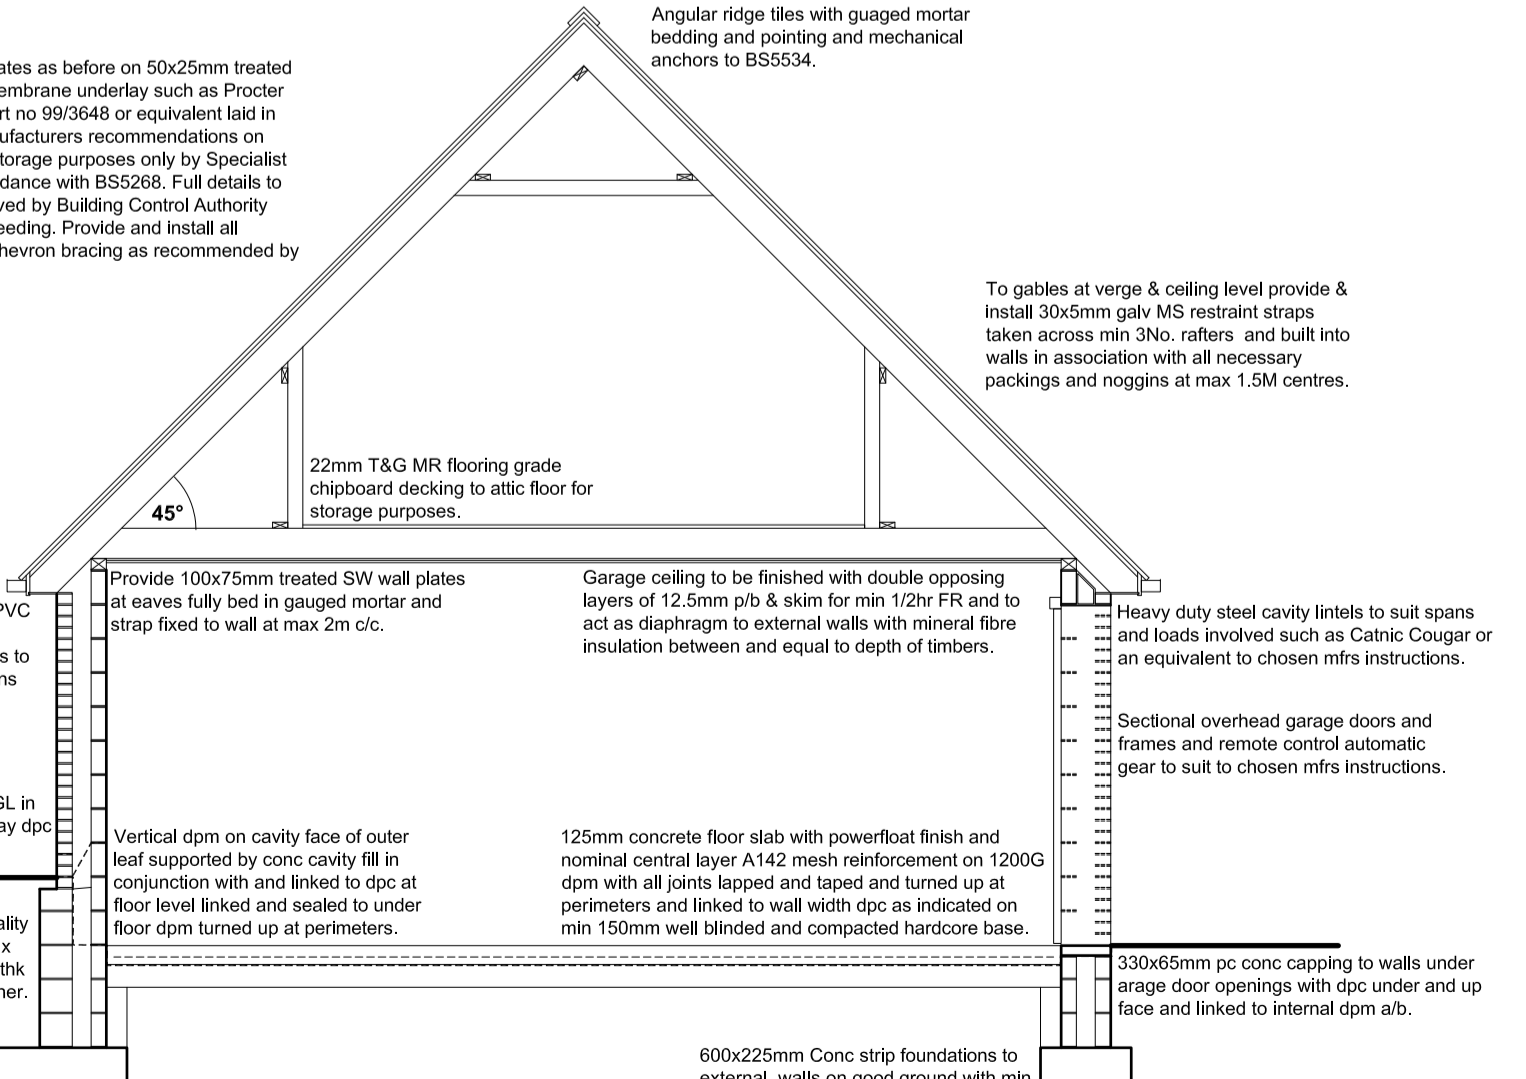 Angular ridge tiles with guaged mortar
bedding and pointing and mechanical
anchors to BS5534.
ates as before on 50x25mm treated
embrane underlay such as Procter
rt no 99/3648 or equivalent laid in
ufacturers recommendations on
torage purposes only by Specialist
dance with BS5268. Full details to
ved by Building Control Authority
eeding. Provide and install all
hevron bracing as recommended by
To gables at verge & ceiling level provide &
install 30x5mm galv MS restraint straps
taken across min 3No. rafters and built into
walls in association with all necessary
packings and noggins at max 1.5M centres.
22mm T&G MR flooring grade
chipboard decking to attic floor for
storage purposes.
45°
Provide 100x75mm treated SW wall plates
at eaves fully bed in gauged mortar and
strap fixed to wall at max 2m c/c.
Garage ceiling to be finished with double opposing
layers of 12.5mm p/b & skim for min 1/2hr FR and to
act as diaphragm to external walls with mineral fibre
insulation between and equal to depth of timbers.
PVC
s to
ns
Heavy duty steel cavity lintels to suit spans
and loads involved such as Catnic Cougar or
an equivalent to chosen mfrs instructions.
Sectional overhead garage doors and
frames and remote control automatic
gear to suit to chosen mfrs instructions.
GL in
ay dpc
Vertical dpm on cavity face of outer
leaf supported by conc cavity fill in
conjunction with and linked to dpc at
floor level linked and sealed to under
floor dpm turned up at perimeters.
125mm concrete floor slab with powerfloat finish and
nominal central layer A142 mesh reinforcement on 1200G
dpm with all joints lapped and taped and turned up at
perimeters and linked to wall width dpc as indicated on
min 150mm well blinded and compacted hardcore base.
ality
x
thk
ner.
330x65mm pc conc capping to walls under
arage door openings with dpc under and up
face and linked to internal dpm a/b.
600x225mm Conc strip foundations to
external walls on good ground with min